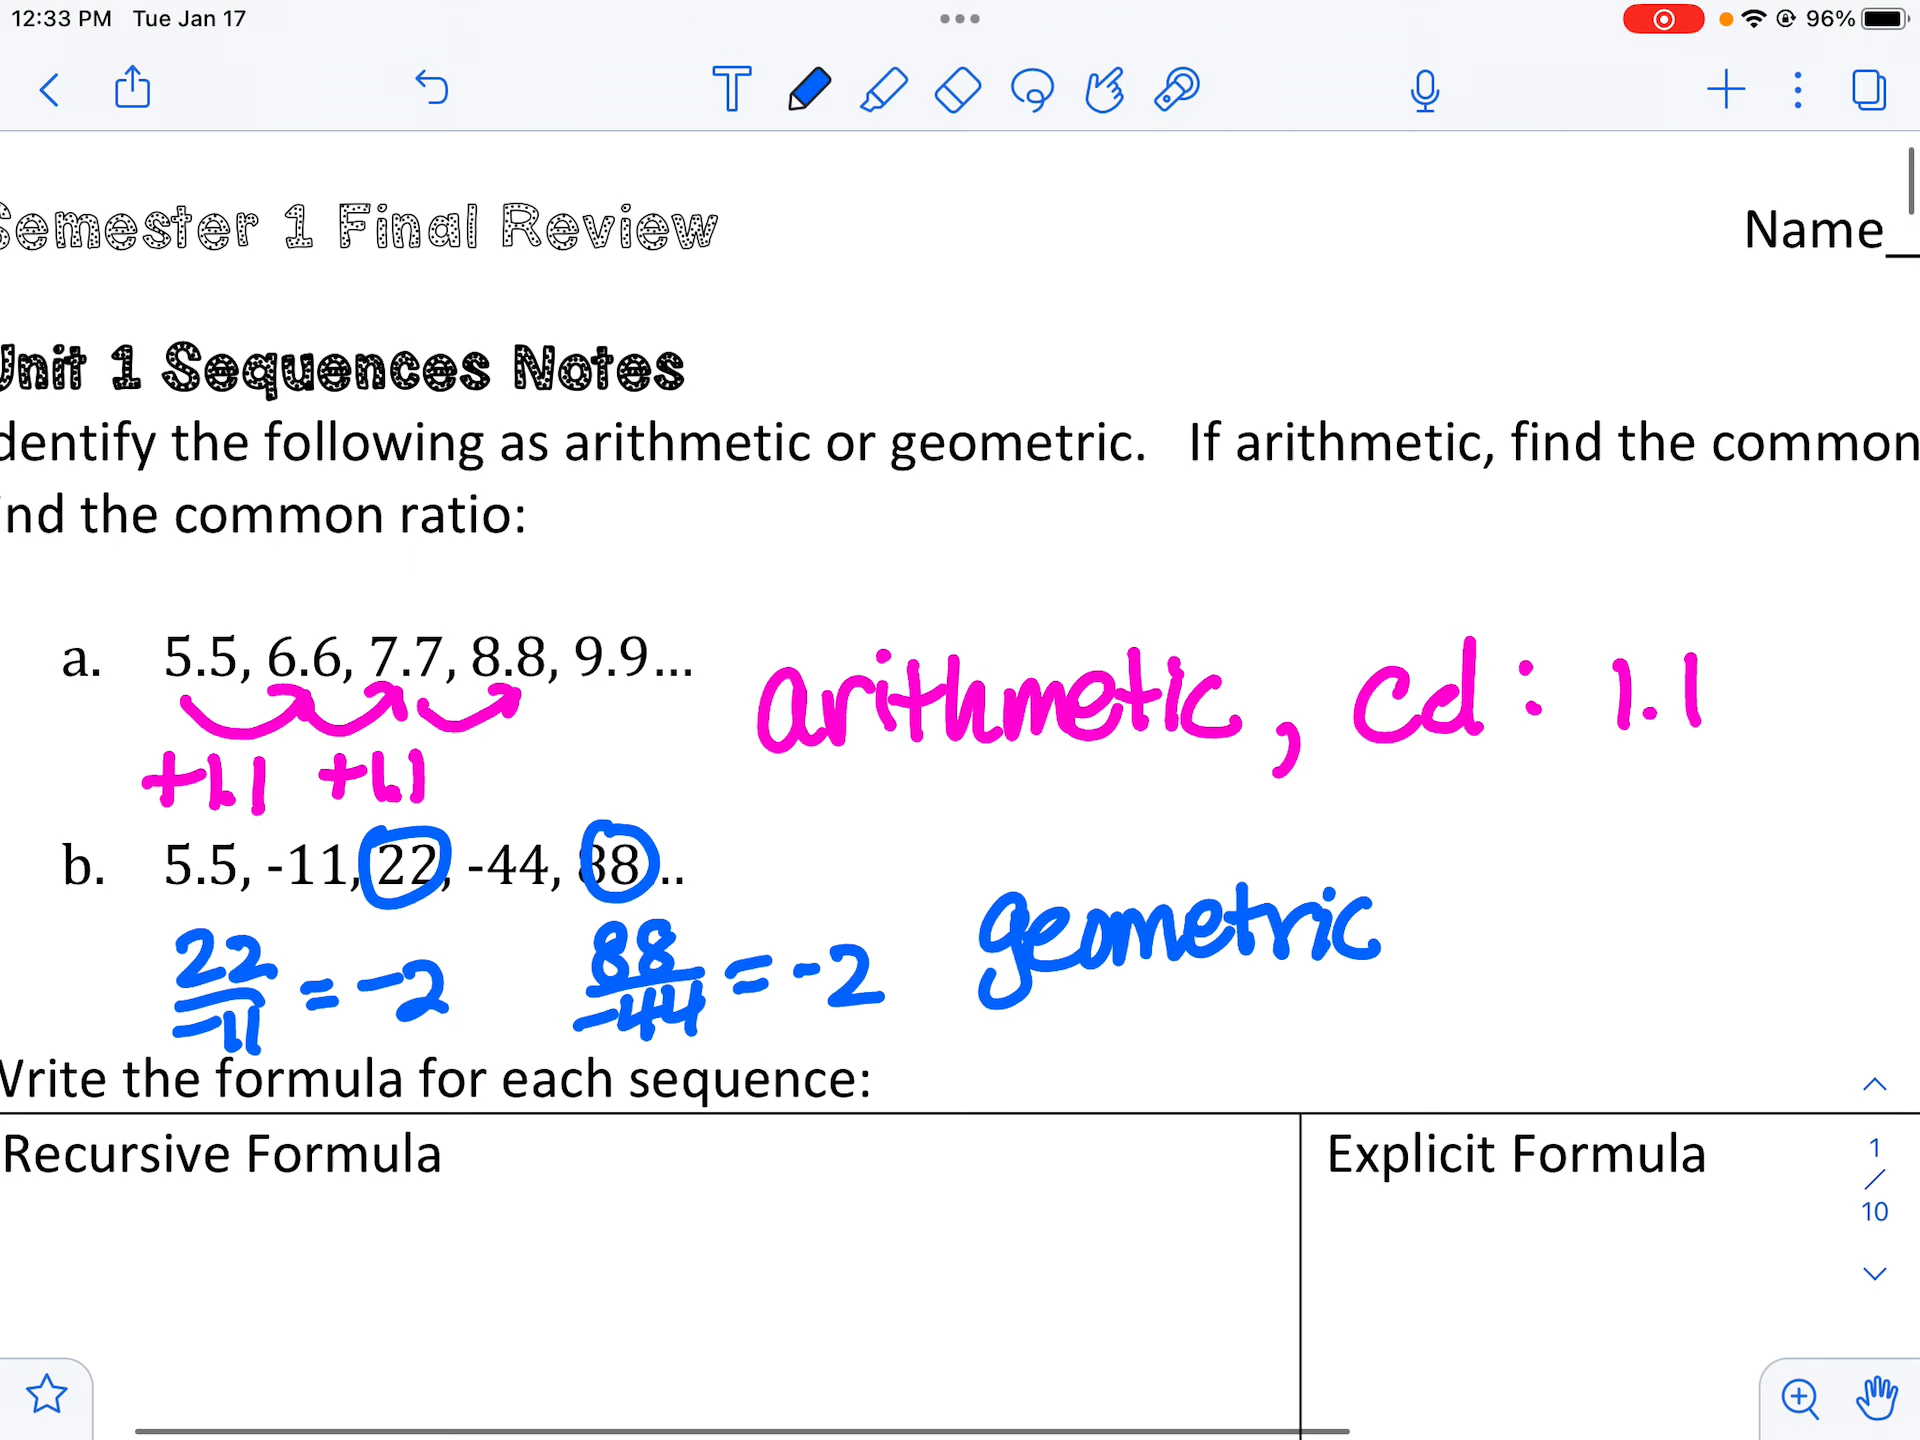 12:33 PM Tue Jan 17 96%
Semester 1 Final Review Name_
Unit 1 Sequences Notes
dentify the following as arithmetic or geometric. If arithmetic, find the common
nd the common ratio:
a. 5.5, 6.6, 7.7, 8.8, 9.9... arithmetic, cd: 1.1
+1.1 +1.1
b. 5.5, -11, 22, -44, 88...
22/-11 = -2 88/-44 = -2 geometric
Write the formula for each sequence:
Recursive Formula Explicit Formula
1
/
10